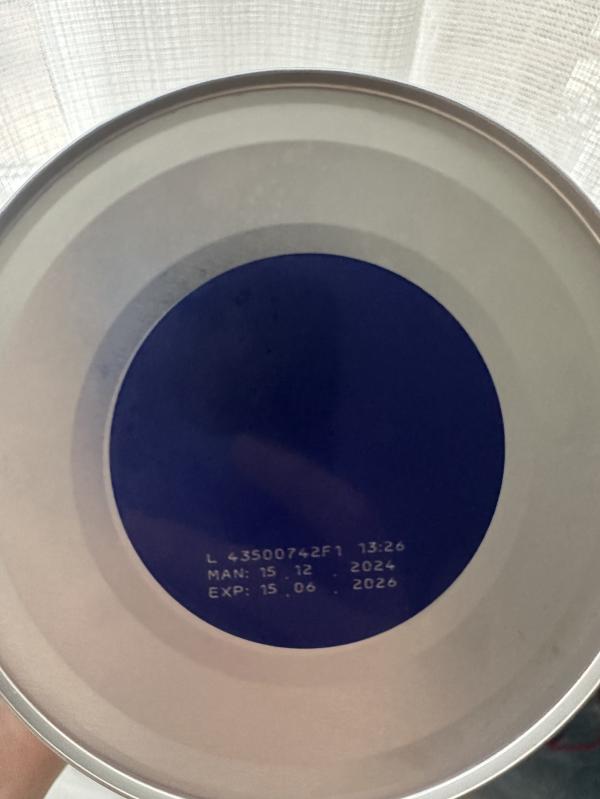 L 43500742F1 13:26
MAN: 15 . 12 . 2024
EXP: 15 . 06 . 2026